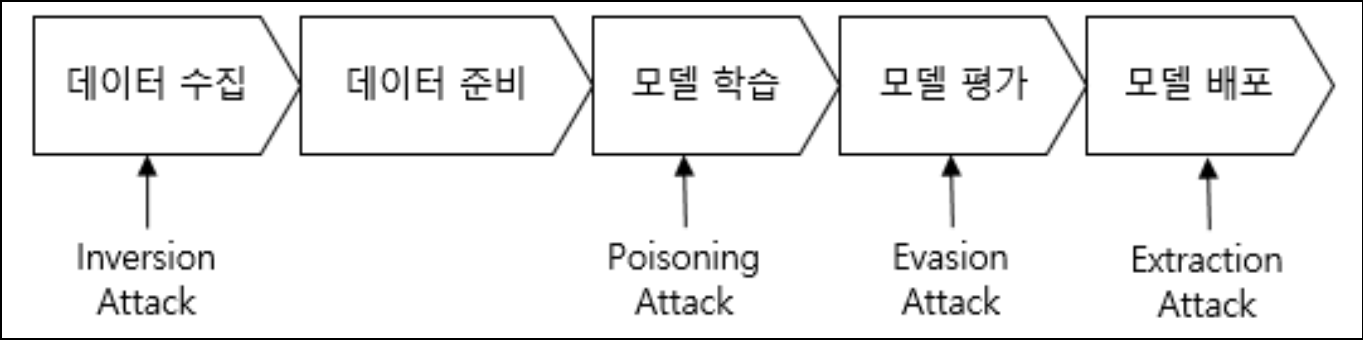 데이터 수집
데이터 준비
모델 학습
모델 평가
모델 배포
Inversion
Attack
Poisoning
Attack
Evasion
Attack
Extraction
Attack